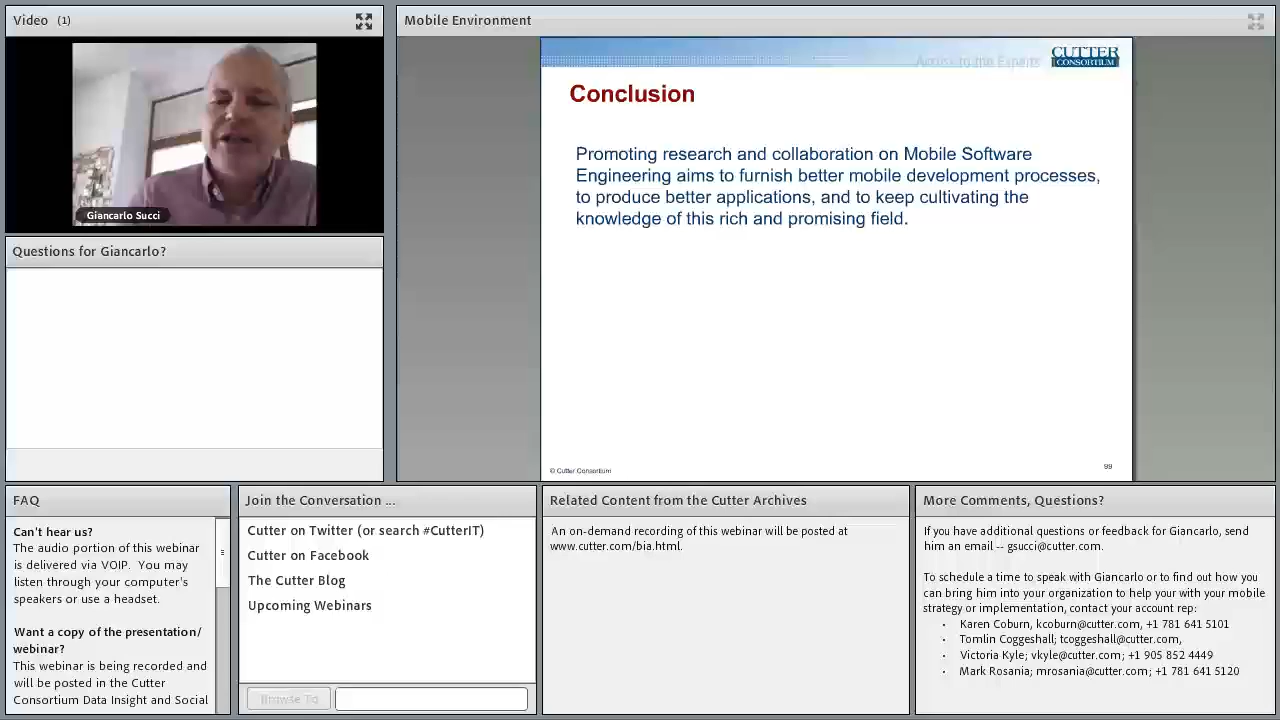 Video (1)
Giancarlo Succi
Questions for Giancarlo?
Mobile Environment
Access to the Experts
CUTTER
CONSORTIUM
Conclusion
Promoting research and collaboration on Mobile Software
Engineering aims to furnish better mobile development processes,
to produce better applications, and to keep cultivating the
knowledge of this rich and promising field.
© Cutter Consortium
99
FAQ
Can't hear us?
The audio portion of this webinar
is delivered via VOIP. You may
listen through your computer's
speakers or use a headset.
Want a copy of the presentation/
webinar?
This webinar is being recorded and
will be posted in the Cutter
Consortium Data Insight and Social
Join the Conversation ...
Cutter on Twitter (or search #CutterIT)
Cutter on Facebook
The Cutter Blog
Upcoming Webinars
Browse To
Related Content from the Cutter Archives
An on-demand recording of this webinar will be posted at
www.cutter.com/bia.html.
More Comments, Questions?
If you have additional questions or feedback for Giancarlo, send
him an email -- gsucci@cutter.com.
To schedule a time to speak with Giancarlo or to find out how you
can bring him into your organization to help your with your mobile
strategy or implementation, contact your account rep:
• Karen Coburn, kcoburn@cutter.com, +1 781 641 5101
• Tomlin Coggeshall; tcoggeshall@cutter.com,
• Victoria Kyle; vkyle@cutter.com; +1 905 852 4449
• Mark Rosania; mrosania@cutter.com; +1 781 641 5120